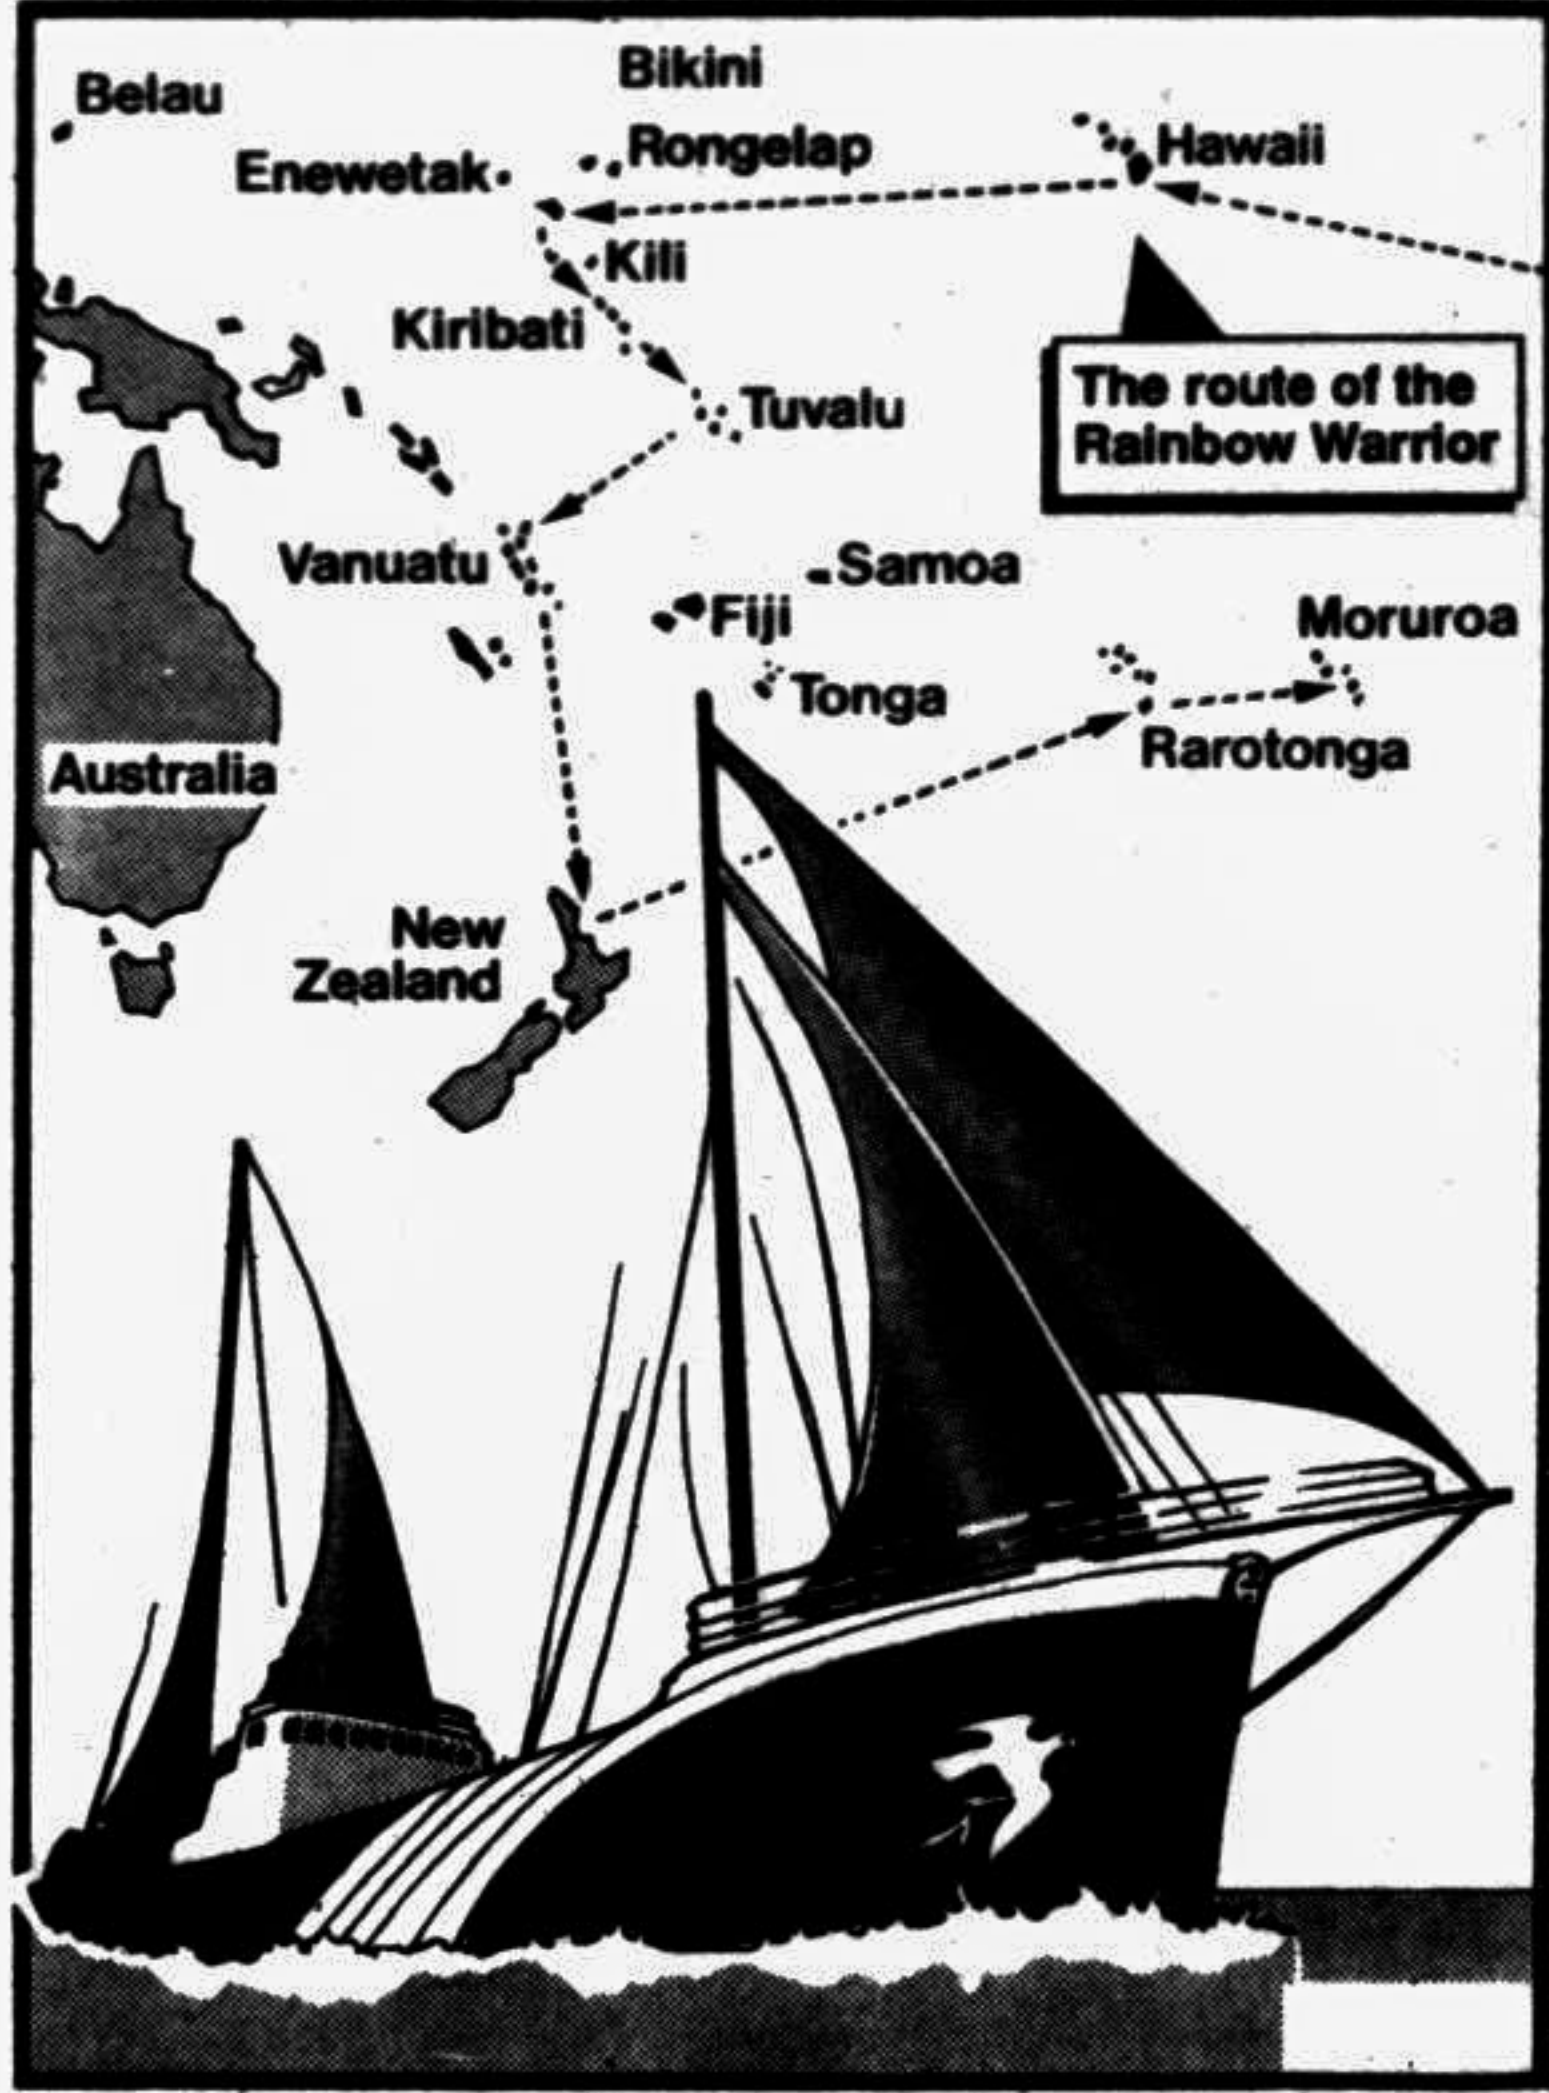 Bikini
Belau
Rongelap
Hawaii
Enewetak
Kili
Kiribati
The route of the
Rainbow Warrior
Tuvalu
Vanuatu
Samoa
Fiji
Moruroa
Tonga
Rarotonga
Australia
New
Zealand